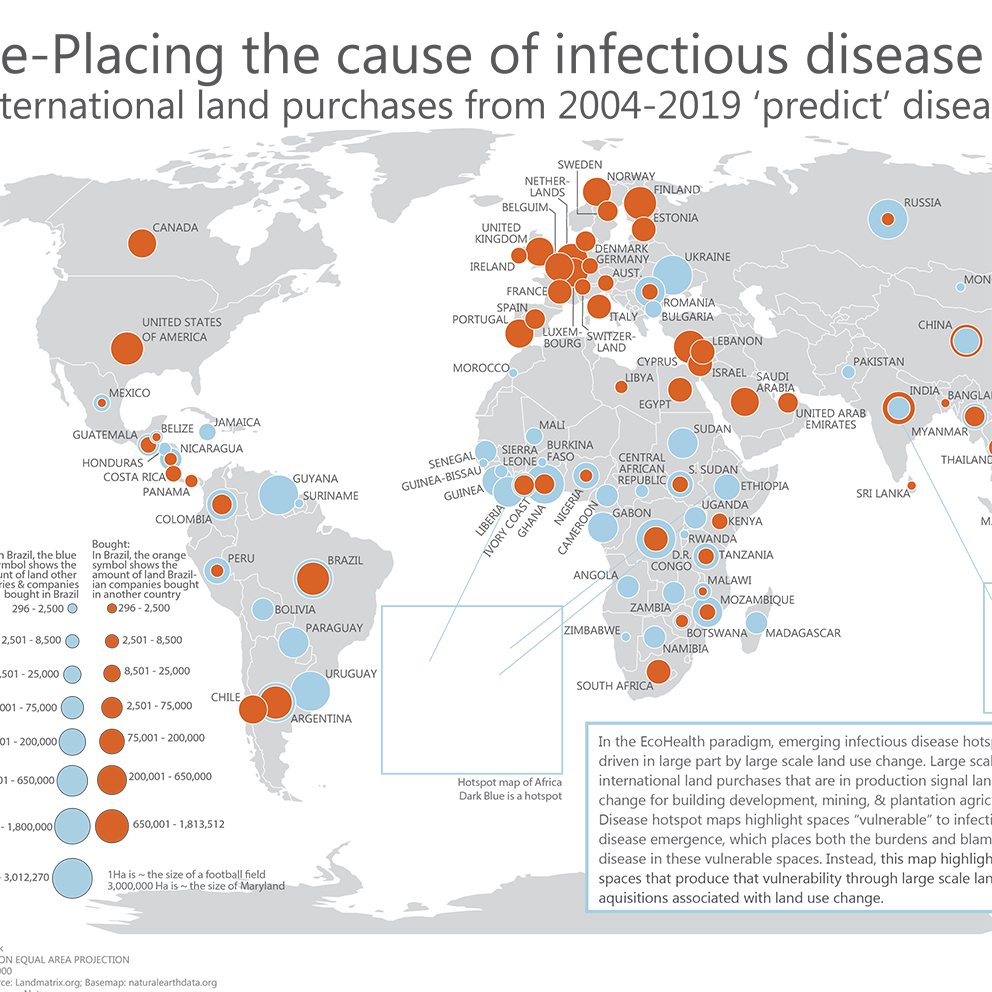 e-Placing the cause of infectious disease
ternational land purchases from 2004-2019 ‘predict’ disea
SWEDEN
NORWAY
NETHER-
LANDS
FINLAND
BELGUIM
ESTONIA
RUSSIA
CANADA
UNITED
KINGDOM
DENMARK
GERMANY
UKRAINE
IRELAND
AUST.
MON
FRANCE
ROMANIA
SPAIN
BULGARIA
ITALY
PORTUGAL
UNITED STATES
OF AMERICA
CHINA
LUXEM-
BOURG
SWITZER-
LAND
LEBANON
CYPRUS
PAKISTAN
MOROCCO
ISRAEL
LIBYA
SAUDI
ARABIA
MEXICO
INDIA
BANGLA
EGYPT
UNITED ARAB
EMIRATES
JAMAICA
BELIZE
MALI
SUDAN
MYANMAR
GUATEMALA
NICARAGUA
SIERRA
LEONE
BURKINA
FASO
SENEGAL
CENTRAL
AFRICAN
REPUBLIC
THAILAND
HONDURAS
GUINEA-BISSAU
S. SUDAN
COSTA RICA
GUYANA
GUINEA
ETHIOPIA
PANAMA
SURINAME
SRI LANKA
UGANDA
COLOMBIA
LIBERIA
IVORY COAST
GHANA
NIGERIA
CAMEROON
GABON
KENYA
MA
RWANDA
Bought:
In Brazil, the orange
symbol shows the
amount of land Brazil-
ian companies bought
in another country
n Brazil, the blue
ymbol shows the
unt of land other
ries & companies
bought in Brazil
PERU
BRAZIL
D.R.
CONGO
TANZANIA
ANGOLA
MALAWI
296 - 2,500
296 - 2,500
BOLIVIA
ZAMBIA
MOZAMBIQUE
PARAGUAY
ZIMBABWE
BOTSWANA
MADAGASCAR
2,501 - 8,500
2,501 - 8,500
NAMIBIA
,501 - 25,000
8,501 - 25,000
URUGUAY
SOUTH AFRICA
CHILE
001 - 75,000
2,501 - 75,000
ARGENTINA
01 - 200,000
75,001 - 200,000
01 - 650,000
200,001 - 650,000
Hotspot map of Africa
Dark Blue is a hotspot
- 1,800,000
650,001 - 1,813,512
- 3,012,270
1Ha is ~ the size of a football field
3,000,000 Ha is ~ the size of Maryland
In the EcoHealth paradigm, emerging infectious disease hotsp
driven in large part by large scale land use change. Large scal
international land purchases that are in production signal lan
change for building development, mining, & plantation agric
Disease hotspot maps highlight spaces “vulnerable” to infecti
disease emergence, which places both the burdens and blam
disease in these vulnerable spaces. Instead, this map highligh
spaces that produce that vulnerability through large scale lan
aquisitions associated with land use change.
ON EQUAL AREA PROJECTION
000
rce: Landmatrix.org; Basemap: naturalearthdata.org